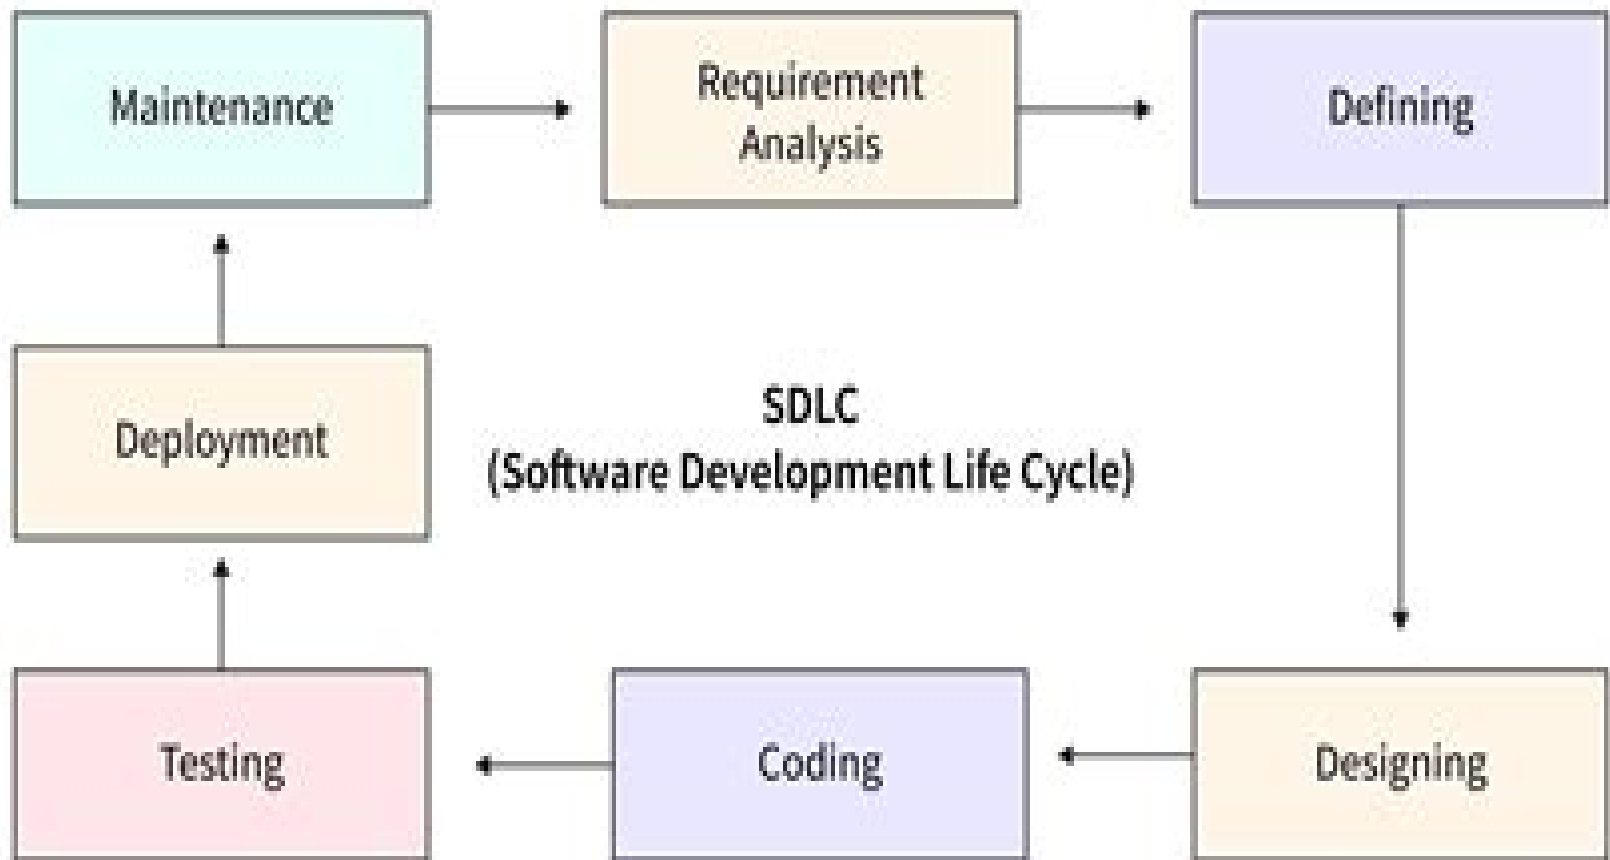 Maintenance
Requirement
Analysis
Defining
Deployment
SDLC
(Software Development Life Cycle)
Testing
Coding
Designing